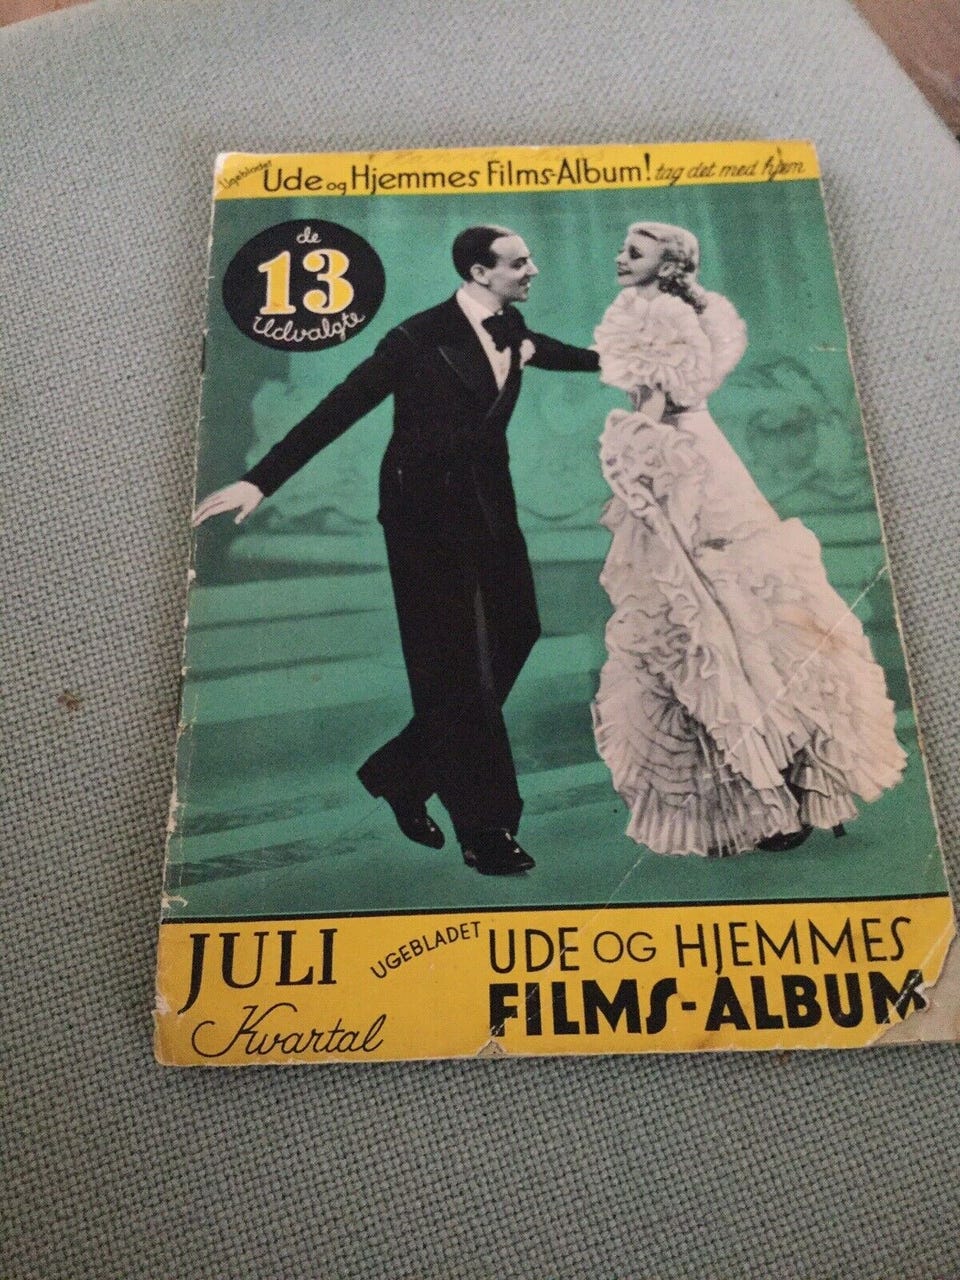 Ugebladet Ude og Hjemmes Films-Album! tag det med hjem
de
13
Udvalgte
JULI
Kvartal
UGEBLADET UDE OG HJEMMES
FILMS-ALBUM